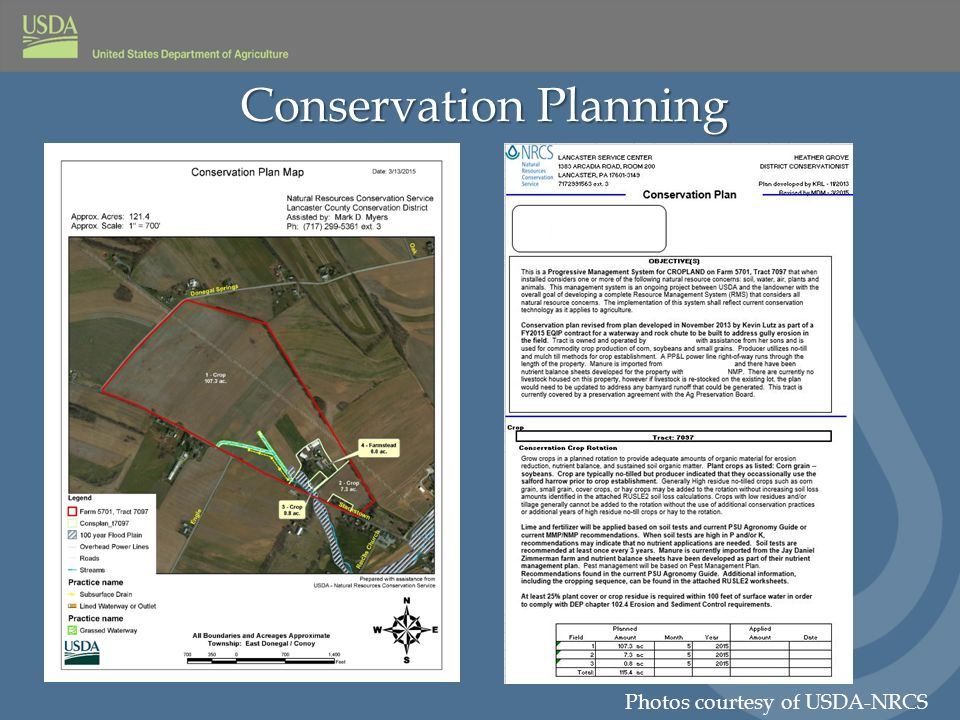 USDA
United States Department of Agriculture
Conservation Planning
Conservation Plan Map
Date: 3/13/2015
Natural Resources Conservation Service
Lancaster County Conservation District
Assisted by: Mark D. Myers
Ph: (717) 299-5361 ext. 3
Approx. Acres: 121.4
Approx. Scale: 1" = 700'
Oak
Donegal Springs
1 - Crop
107.3 ac.
4 - Farmstead
6.0 ac.
2 - Crop
7.3 ac.
3 - Crop
0.8 ac.
Stackstown
Engle
Legend
Farm 5701, Tract 7097
Consplan_t7097
100 year Flood Plain
Overhead Power Lines
Roads
Streams
Practice name
Subsurface Drain
Lined Waterway or Outlet
Practice name
Grassed Waterway
Prepared with assistance from
USDA - Natural Resources Conservation Service
USDA
All Boundaries and Acreages Approximate
Township: East Donegal / Conoy
700 350 0 700 1,400
Feet
N
W E
S
NRCS
Natural
Resources
Conservation
Service
LANCASTER SERVICE CENTER
1383 ARCADIA ROAD, ROOM 200
LANCASTER, PA 17601-3149
7172991563 ext. 3
HEATHER GROVE
DISTRICT CONSERVATIONIST
Plan developed by KRL - 11/2013
Revised by MDM - 3/2015
Conservation Plan
OBJECTIVE(S)
This is a Progressive Management System for CROPLAND on Farm 5701, Tract 7097 that when
installed considers one or more of the following natural resource concerns: soil, water, air, plants and
animals. This management system is an ongoing project between USDA and the landowner with the
overall goal of developing a complete Resource Management System (RMS) that considers all
natural resource concerns. The implementation of this system shall reflect current conservation
technology as it applies to agriculture.
Conservation plan revised from plan developed in November 2013 by Kevin Lutz as part of a
FY2015 EQIP contract for a waterway and rock chute to be built to address gully erosion in
the field. Tract is owned and operated by with assistance from her sons and is
used for commodity crop production of corn, soybeans and small grains. Producer utilizes no-till
and mulch till methods for crop establishment. A PP&L power line right-of-way runs through the
length of the property. Manure is imported from and there have been
nutrient balance sheets developed for the property with NMP. There are currently no
livestock housed on this property, however if livestock is re-stocked on the existing lot, the plan
would need to be updated to address any barnyard runoff that could be generated. This tract is
currently covered by a preservation agreement with the Ag Preservation Board.
Crop
Tract: 7097
Conservation Crop Rotation
Grow crops in a planned rotation to provide adequate amounts of organic material for erosion
reduction, nutrient balance, and sustained soil organic matter. Plant crops as listed: Corn grain --
soybeans. Crop are typically no-tilled but producer indicated that they occassionally use the
salford harrow prior to crop establishment. Generally High residue no-tilled crops such as corn
grain, small grain, cover crops, or hay crops may be added to the rotation without increasing soil loss
amounts identified in the attached RUSLE2 soil loss calculations. Crops with low residues and/or
tillage generally cannot be added to the rotation without the use of additional conservation practices
or addional years of high residue no-till crops or hay to the rotation.
Lime and fertilizer will be applied based on soil tests and current PSU Agronomy Guide or
current MMP/NMP recommendations. When soil tests are high in P and/or K,
recommendations may indicate that no nutrient applications are needed. Soil tests are
recommended at least once every 3 years. Manure is currently imported from the Jay Daniel
Zimmerman farm and nutrient balance sheets have been developed as part of their nutrient
management plan. Pest management will be based on Pest Management Plan.
Recommendations found in the current PSU Agronomy Guide. Additional information,
including the cropping sequence, can be found in the attached RUSLE2 worksheets.
At least 25% plant cover or crop residue is required within 100 feet of surface water in order
to comply with DEP chapter 102.4 Erosion and Sediment Control requirements.
Planned Applied
Field Amount Month Year Amount Date
1 107.3 ac 5 2015
2 7.3 ac 5 2015
3 0.8 ac 5 2015
Total: 115.4 ac
Photos courtesy of USDA-NRCS